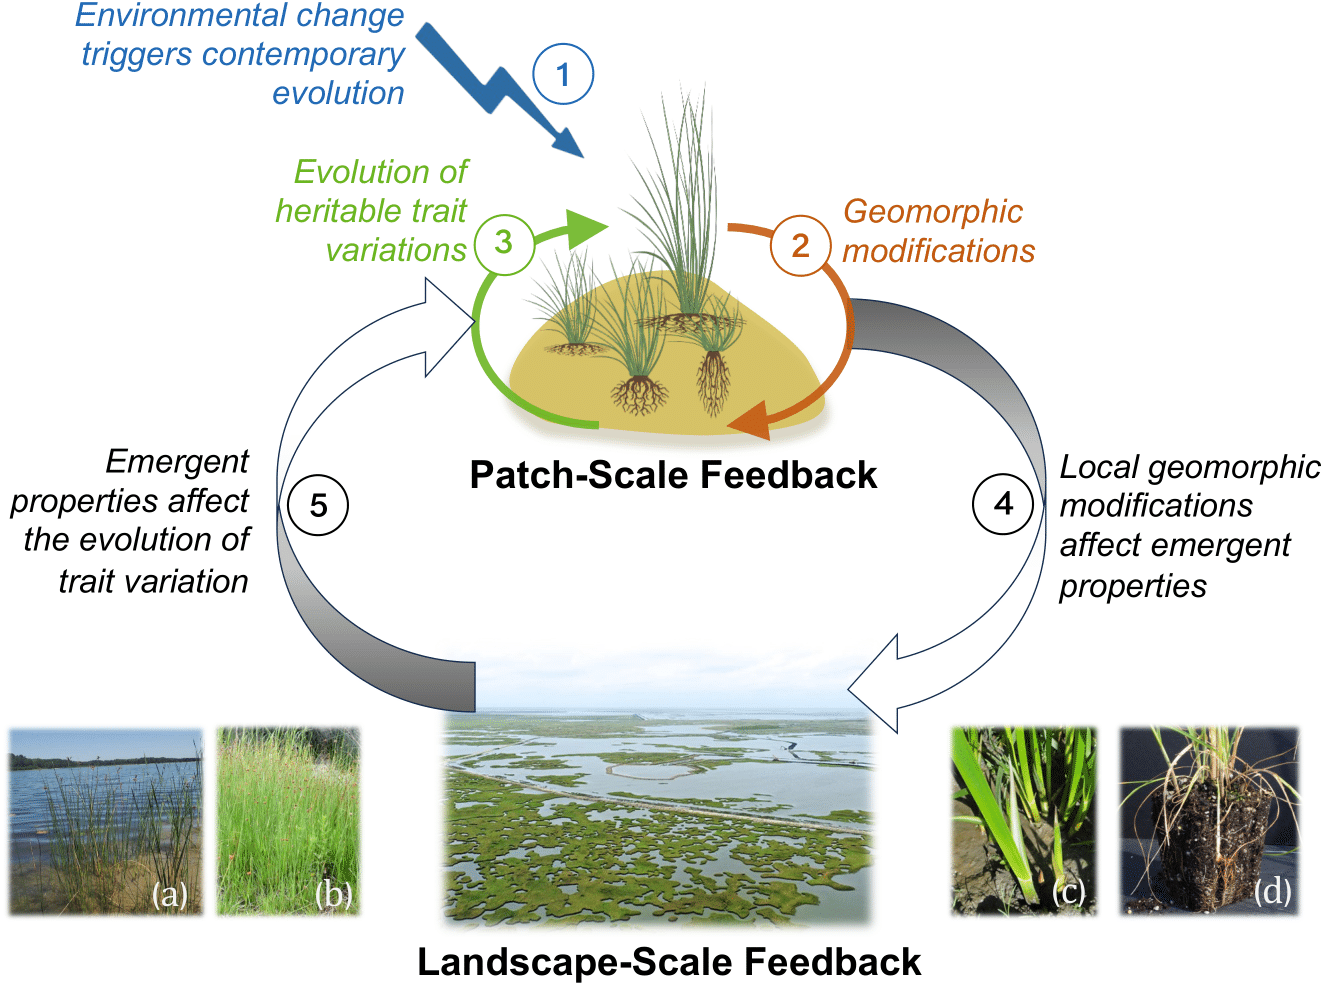 Environmental change
triggers contemporary
evolution
1
Evolution of
heritable trait
variations
3
2
Geomorphic
modifications
Patch-Scale Feedback
Emergent
properties affect
the evolution of
trait variation
5
4
Local geomorphic
modifications
affect emergent
properties
(a)
(b)
(c)
(d)
Landscape-Scale Feedback